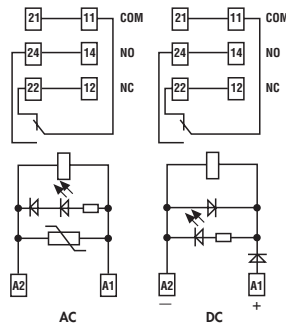 21 11 COM 21 11 COM
24 14 NO 24 14 NO
22 12 NC 22 12 NC
A2 A1 A2 A1
— +
AC DC